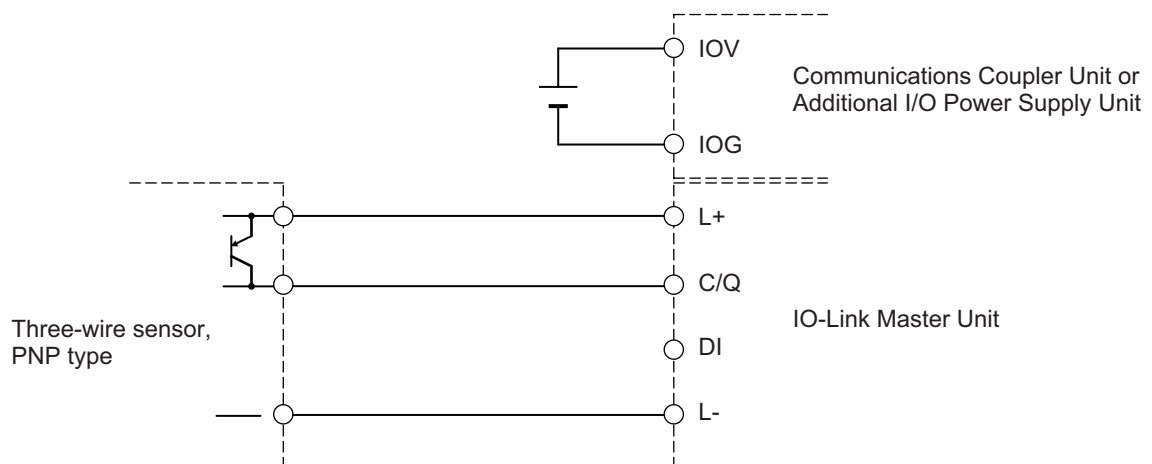 IOV
Communications Coupler Unit or
Additional I/O Power Supply Unit
IOG
L+
C/Q
IO-Link Master Unit
Three-wire sensor,
PNP type
DI
L-